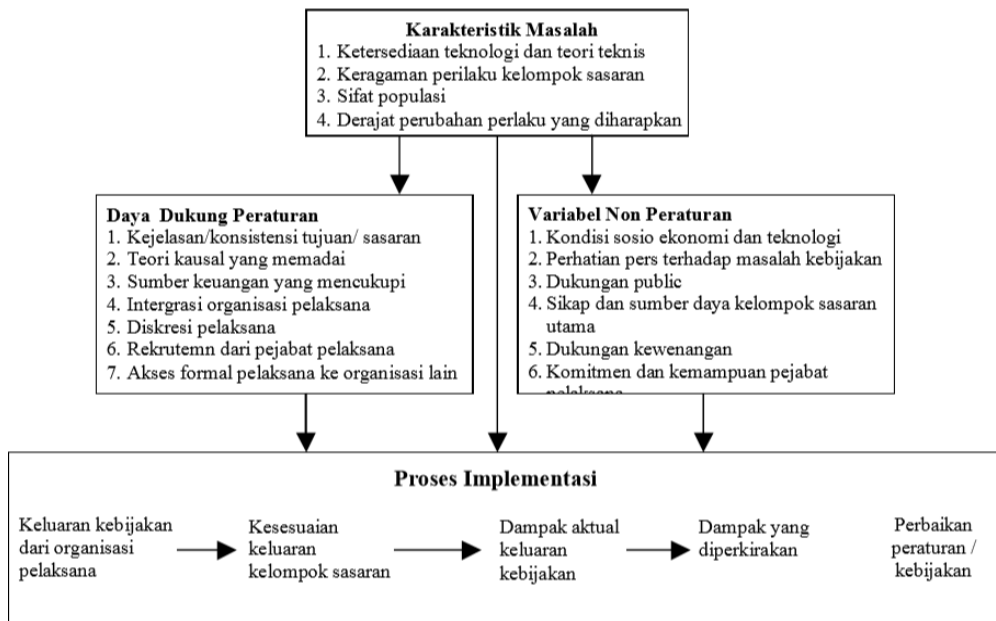 Karakteristik Masalah
1. Ketersediaan teknologi dan teori teknis
2. Keragaman perilaku kelompok sasaran
3. Sifat populasi
4. Derajat perubahan perlaku yang diharapkan
Daya Dukung Peraturan
1. Kejelasan/konsistensi tujuan/ sasaran
2. Teori kausal yang memadai
3. Sumber keuangan yang mencukupi
4. Intergrasi organisasi pelaksana
5. Diskresi pelaksana
6. Rekrutemn dari pejabat pelaksana
7. Akses formal pelaksana ke organisasi lain
Variabel Non Peraturan
1. Kondisi sosio ekonomi dan teknologi
2. Perhatian pers terhadap masalah kebijakan
3. Dukungan public
4. Sikap dan sumber daya kelompok sasaran
utama
5. Dukungan kewenangan
6. Komitmen dan kemampuan pejabat
Proses Implementasi
Keluaran kebijakan
dari organisasi
pelaksana
Kesesuaian
keluaran
kelompok sasaran
Dampak aktual
keluaran
kebijakan
Dampak yang
diperkirakan
Perbaikan
peraturan /
kebijakan